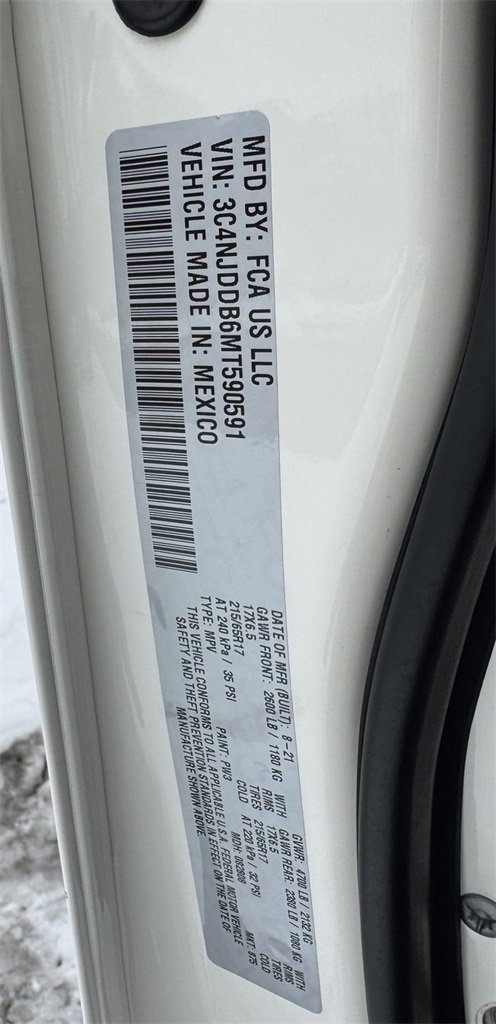 MFD BY: FCA US LLC
VIN: 3C4NJDDB6MT590591
VEHICLE MADE IN: MEXICO
DATE OF MFR (BUILT): 8-21 GVWR: 4700 LB / 2132 KG
GAWR FRONT: 2600 LB / 1180 KG WITH GAWR REAR: 2380 LB / 1080 KG WITH
17X6.5 RIMS 17X6.5 RIMS
215/65R17 TIRES 215/65R17 TIRES
AT 240 kPa / 35 PSI COLD AT 220 kPa / 32 PSI COLD
TYPE: MPV PAINT: PW3 MDH: 082808 MKT: 875
THIS VEHICLE CONFORMS TO ALL APPLICABLE U.S.A. FEDERAL MOTOR VEHICLE
SAFETY AND THEFT PREVENTION STANDARDS IN EFFECT ON THE DATE OF
MANUFACTURE SHOWN ABOVE.